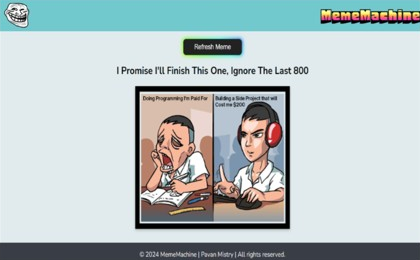 MemeMachine
Refresh Meme
I Promise I'll Finish This One, Ignore The Last 800
Doing Programming I'm Paid For
Building a Side Project that will
Cost me $200
© 2024 MemeMachine | Pavan Mistry | All rights reserved.